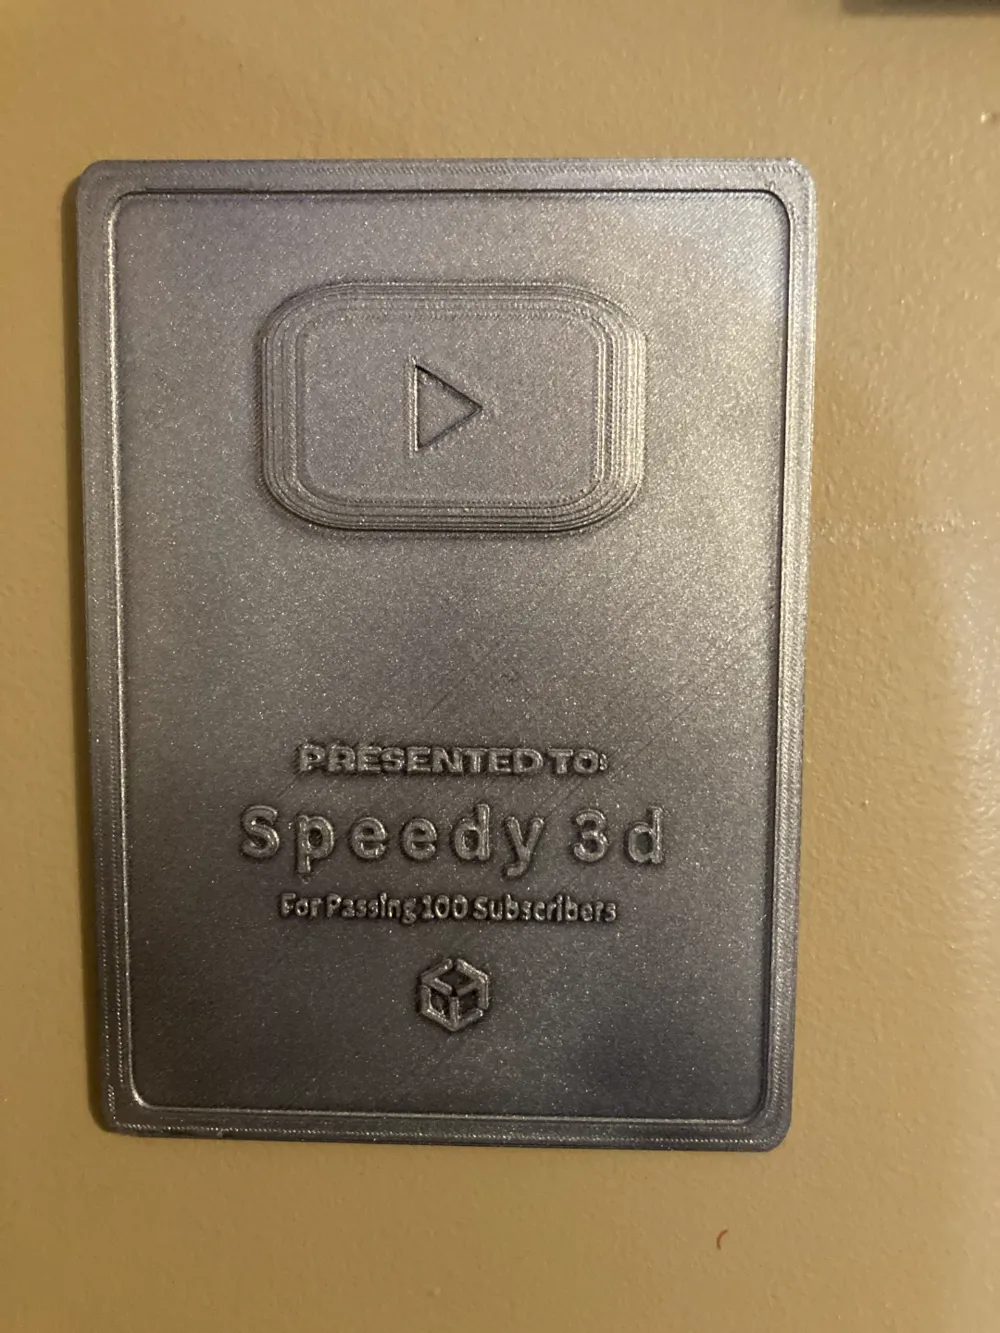 PRESENTED TO:
Speedy 3d
For Passing 100 Subscribers